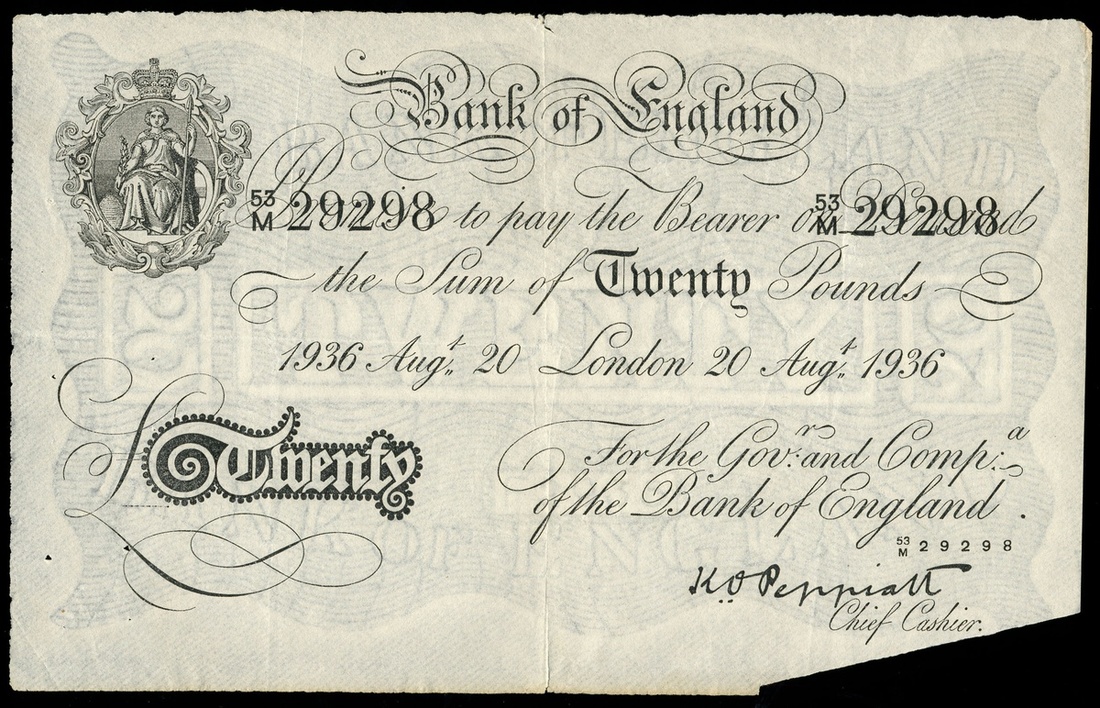 Bank of England
53/M 29298 to pay the Bearer on Demand 53/M 29298
the Sum of Twenty Pounds
1936 Augt. 20 London 20 Augt. 1936
For the Govr: and Compa:
of the Bank of England.
£Twenty
53/M 29298
K.O. Peppiatt
Chief Cashier.